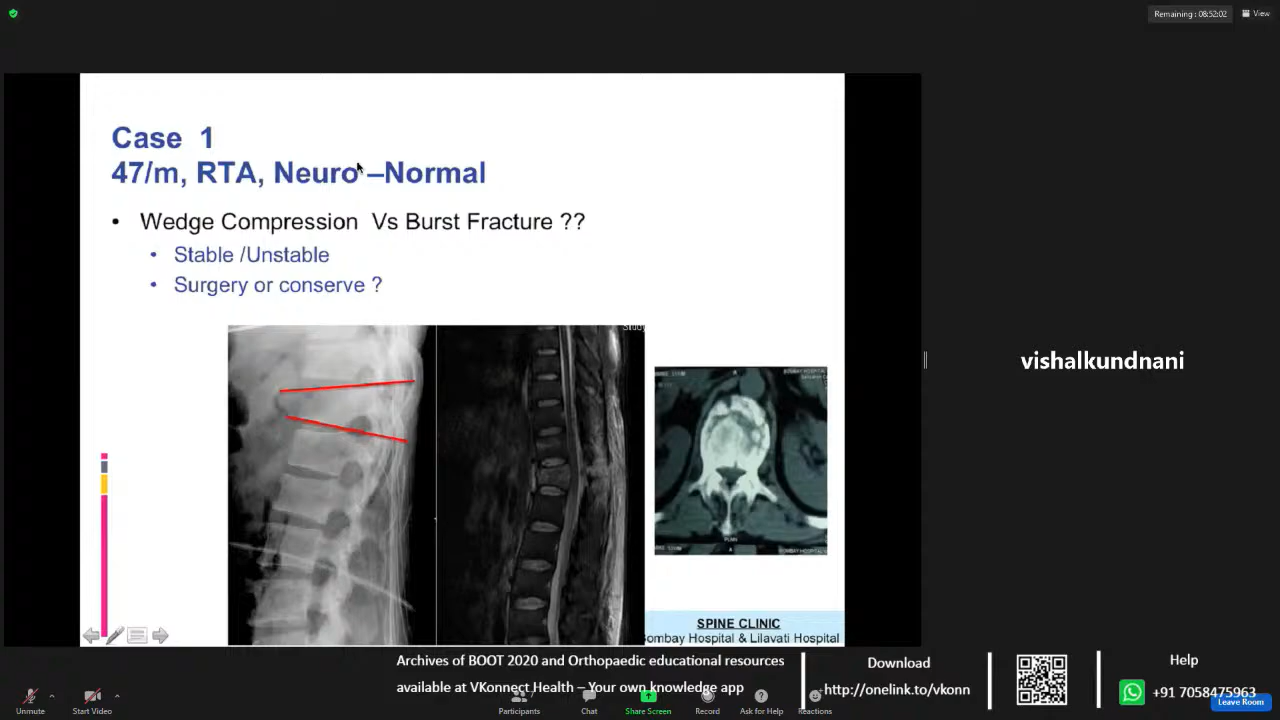 Remaining : 08:52:02
View
Case 1
47/m, RTA, Neuro –Normal
• Wedge Compression Vs Burst Fracture ??
• Stable /Unstable
• Surgery or conserve ?
vishalkundnani
SPINE CLINIC
Bombay Hospital & Lilavati Hospital
Archives of BOOT 2020 and Orthopaedic educational resources
available at VKonnect Health – Your own knowledge app
Download
http://onelink.to/vkonn
Help
+91 7058475963
Unmute
Start Video
Participants
Chat
Share Screen
Record
Ask for Help
Reactions
Leave Room